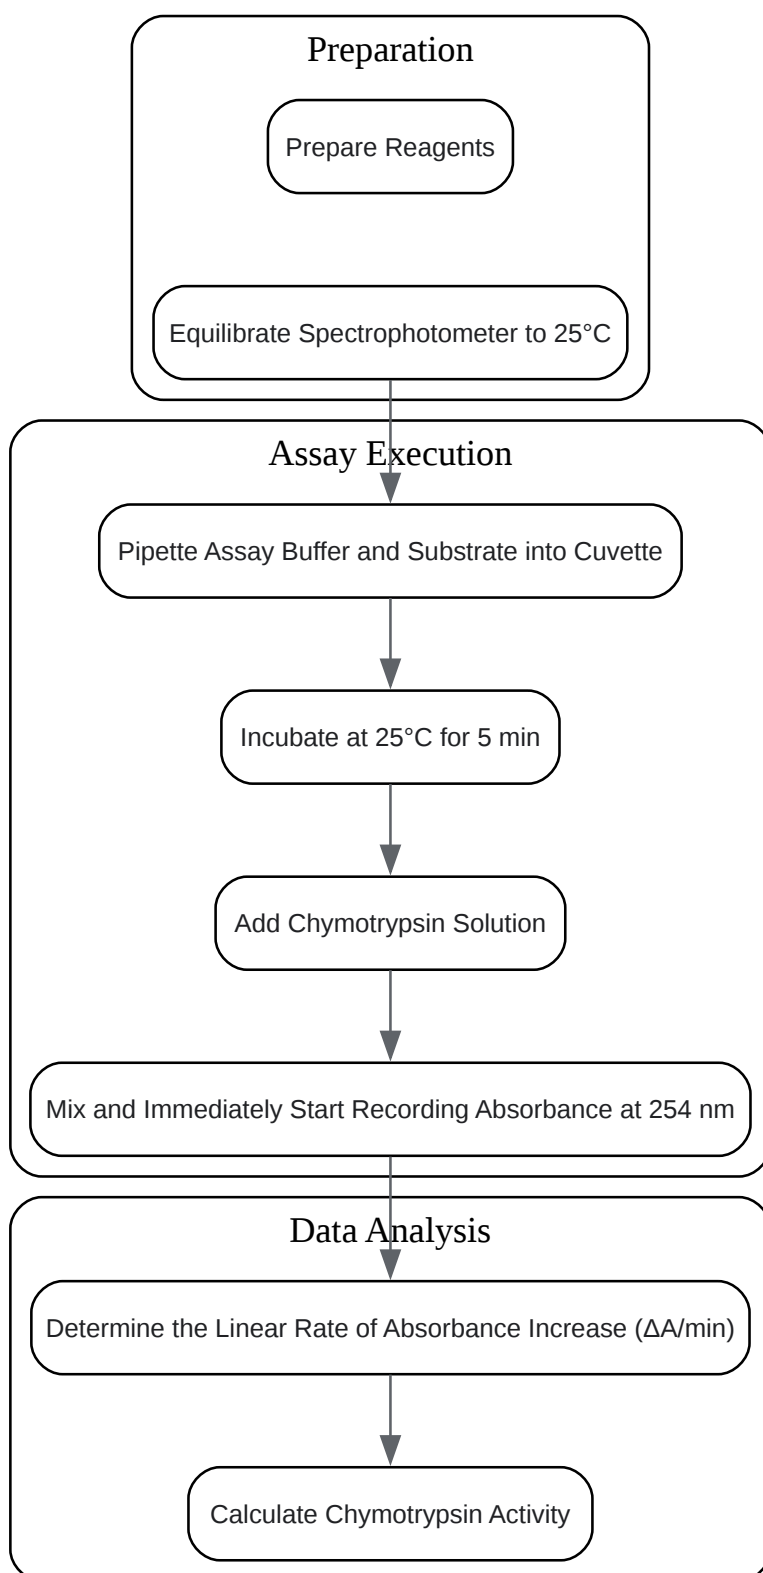 Preparation
Prepare Reagents
Equilibrate Spectrophotometer to 25°C
Assay Execution
Pipette Assay Buffer and Substrate into Cuvette
Incubate at 25°C for 5 min
Add Chymotrypsin Solution
Mix and Immediately Start Recording Absorbance at 254 nm
Data Analysis
Determine the Linear Rate of Absorbance Increase (ΔA/min)
Calculate Chymotrypsin Activity